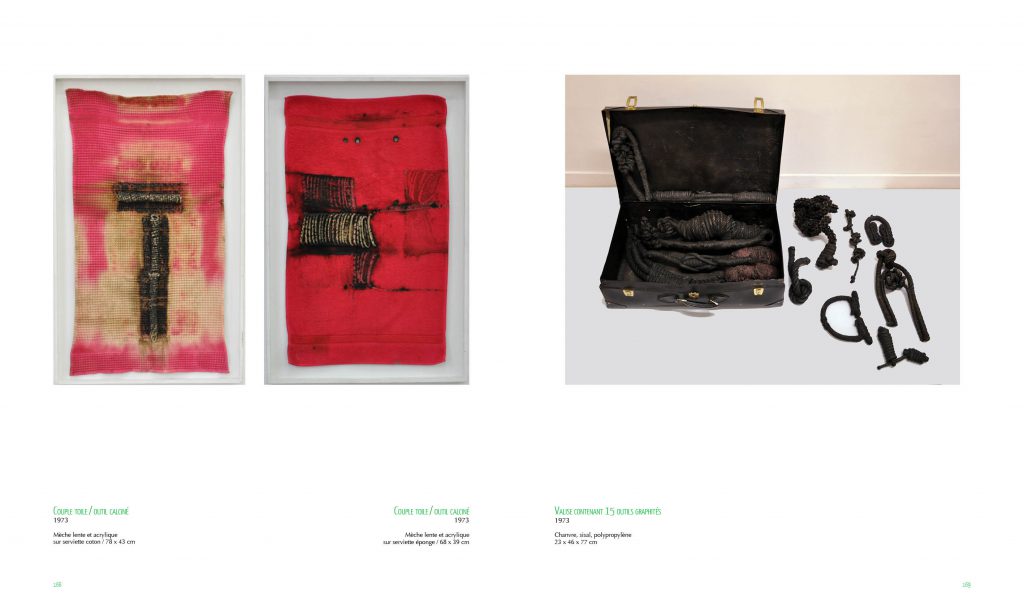 Couple toile / outil calciné
1973
Mèche lente et acrylique
sur serviette coton / 78 x 43 cm
Couple toile / outil calciné
1973
Mèche lente et acrylique
sur serviette éponge / 68 x 39 cm
Valise contenant 15 outils graphités
1973
Chanvre, sisal, polypropylène
23 x 46 x 77 cm
188
189